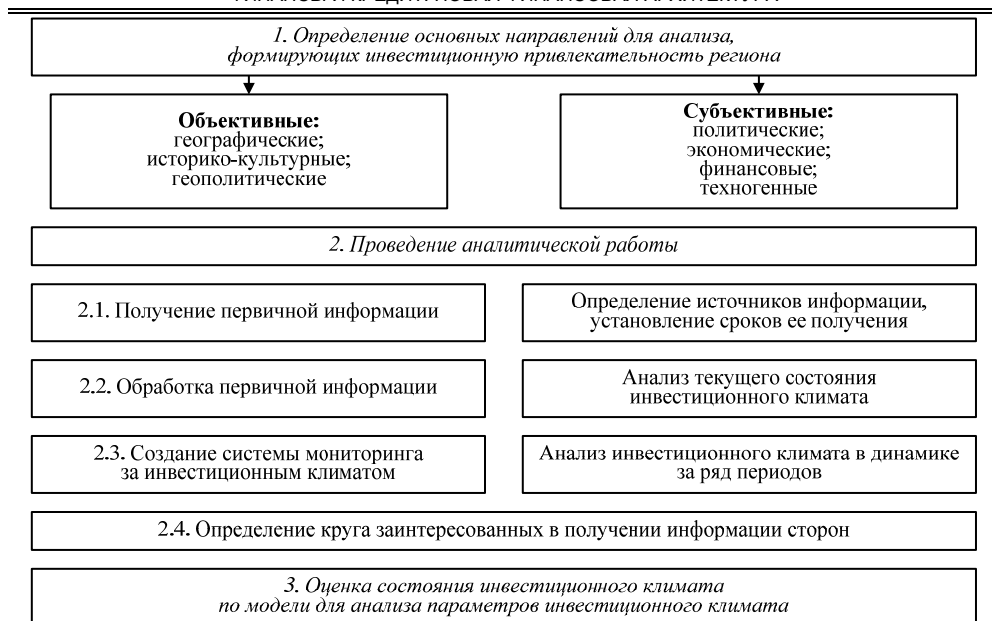 1. Определение основных направлений для анализа,
формирующих инвестиционную привлекательность региона
Объективные:
географические;
историко-культурные;
геополитические
Субъективные:
политические;
экономические;
финансовые;
техногенные
2. Проведение аналитической работы
2.1. Получение первичной информации
Определение источников информации,
установление сроков ее получения
2.2. Обработка первичной информации
Анализ текущего состояния
инвестиционного климата
2.3. Создание системы мониторинга
за инвестиционным климатом
Анализ инвестиционного климата в динамике
за ряд периодов
2.4. Определение круга заинтересованных в получении информации сторон
3. Оценка состояния инвестиционного климата
по модели для анализа параметров инвестиционного климата